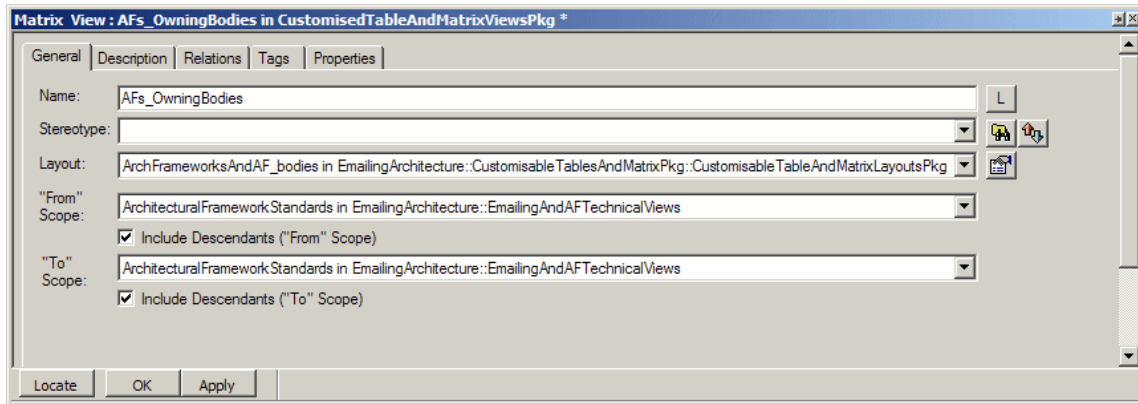 Matrix View : AFs_OwningBodies in CustomisedTableAndMatrixViewsPkg *
General Description Relations Tags Properties
Name: AFs_OwningBodies L
Stereotype:
Layout: ArchFrameworksAndAF_bodies in EmailingArchitecture::CustomisableTablesAndMatrixPkg::CustomisableTableAndMatrixLayoutsPkg
"From"
Scope: ArchitecturalFrameworkStandards in EmailingArchitecture::EmailingAndAFTechnicalViews
Include Descendants ("From" Scope)
"To"
Scope: ArchitecturalFrameworkStandards in EmailingArchitecture::EmailingAndAFTechnicalViews
Include Descendants ("To" Scope)
Locate OK Apply